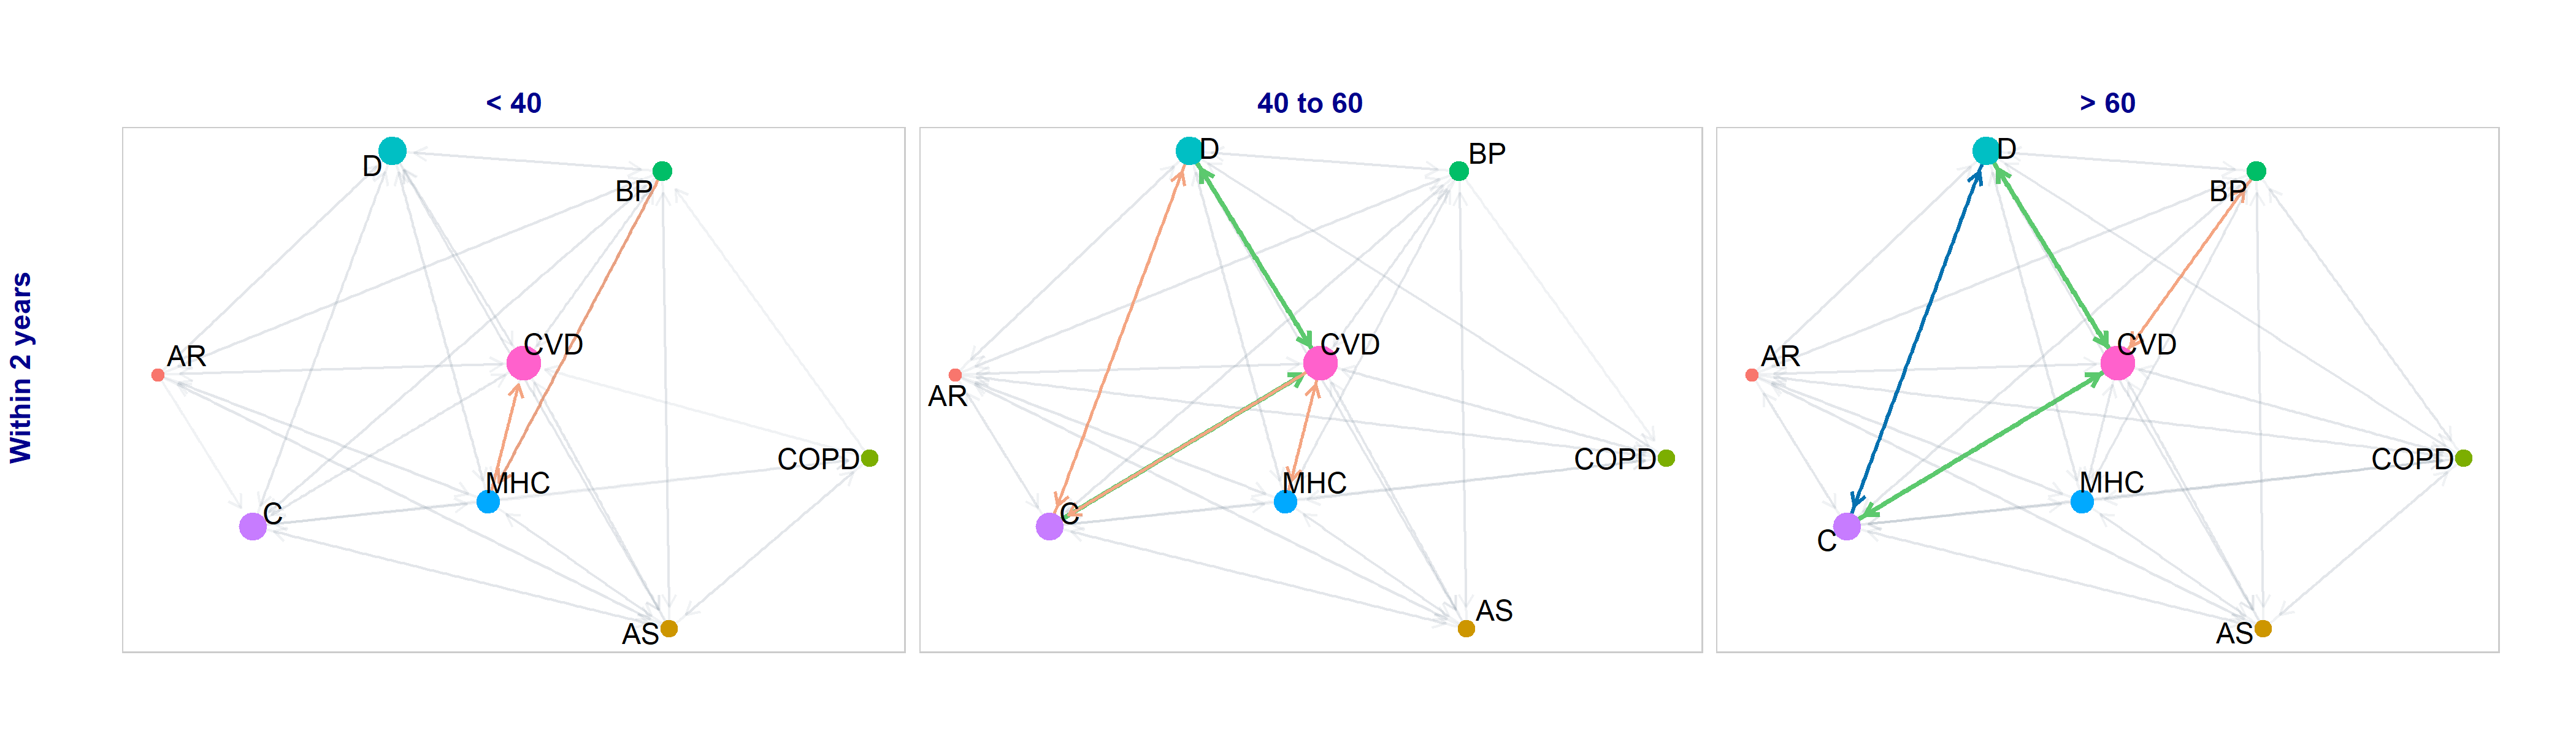 < 40
40 to 60
> 60
Within 2 years
D
BP
AR
CVD
COPD
MHC
C
AS
D
BP
CVD
AR
COPD
MHC
C
AS
D
BP
CVD
AR
COPD
MHC
C
AS